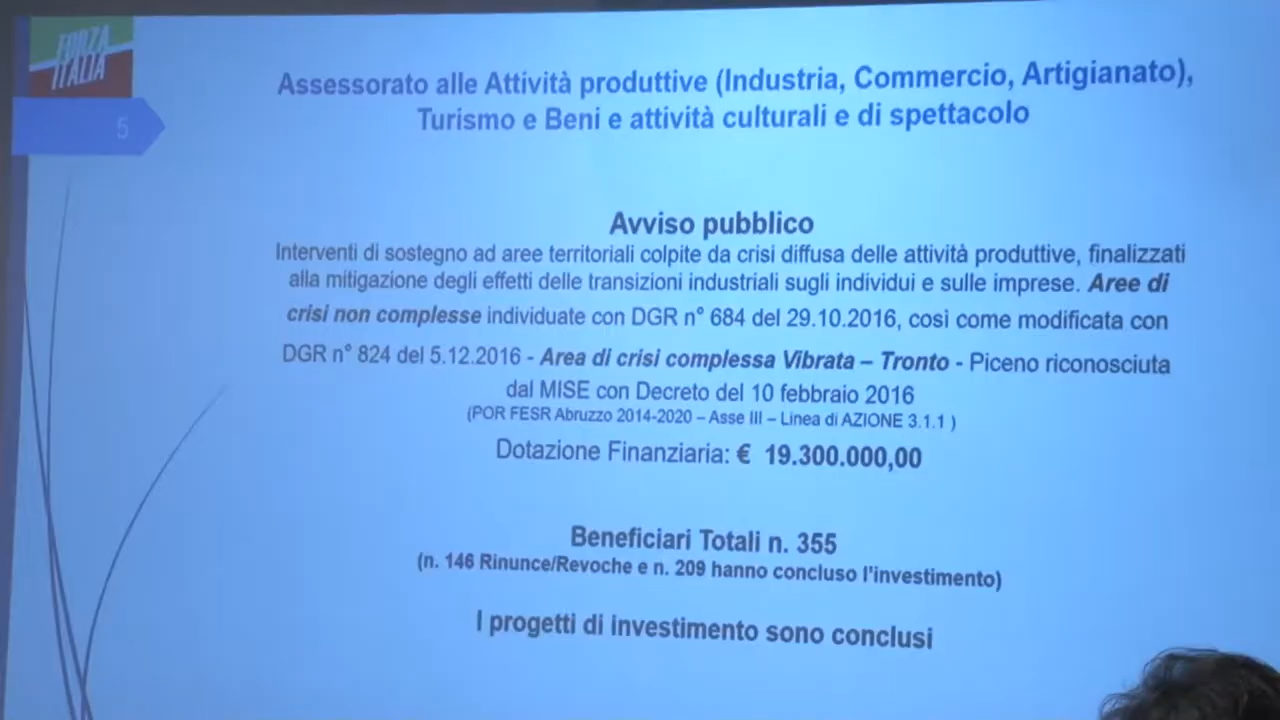 FORZA
ITALIA
5
Assessorato alle Attività produttive (Industria, Commercio, Artigianato),
Turismo e Beni e attività culturali e di spettacolo
Avviso pubblico
Interventi di sostegno ad aree territoriali colpite da crisi diffusa delle attività produttive, finalizzati
alla mitigazione degli effetti delle transizioni industriali sugli individui e sulle imprese. Aree di
crisi non complesse individuate con DGR n° 684 del 29.10.2016, così come modificata con
DGR n° 824 del 5.12.2016 - Area di crisi complessa Vibrata – Tronto - Piceno riconosciuta
dal MISE con Decreto del 10 febbraio 2016
(POR FESR Abruzzo 2014-2020 – Asse III – Linea di AZIONE 3.1.1 )
Dotazione Finanziaria: € 19.300.000,00
Beneficiari Totali n. 355
(n. 146 Rinunce/Revoche e n. 209 hanno concluso l'investimento)
I progetti di investimento sono conclusi